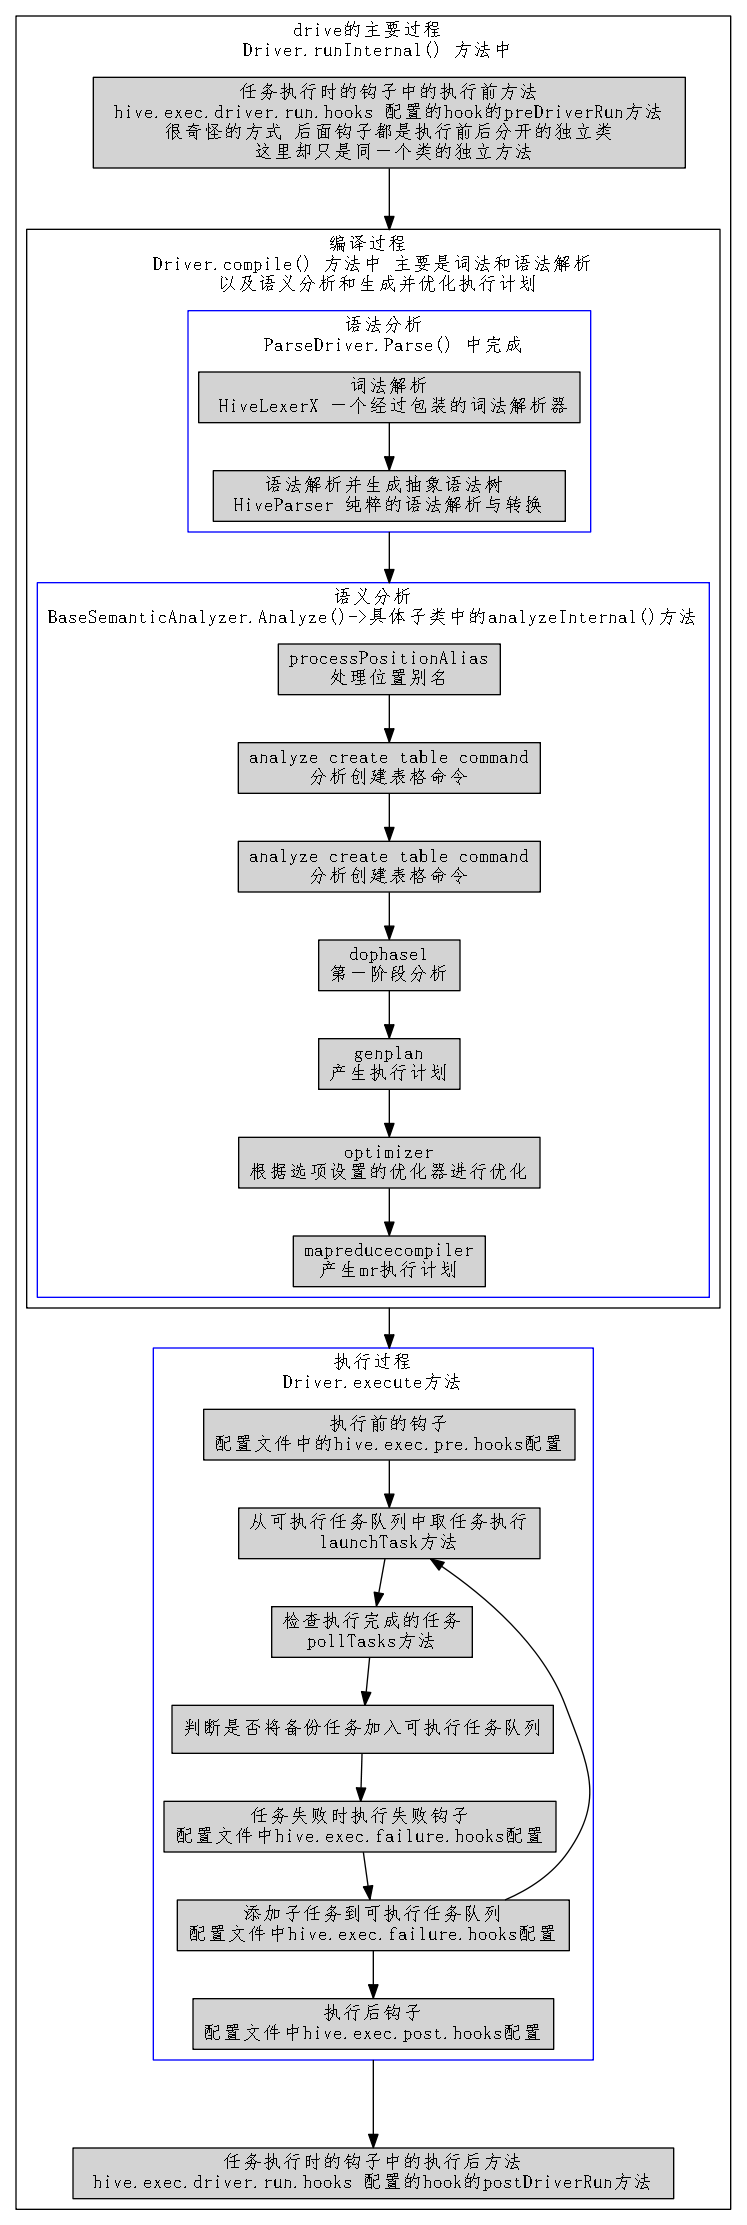 drive的主要过程
Driver.runInternal() 方法中
任务执行时的钩子中的执行前方法
hive.exec.driver.run.hooks 配置的hook的preDriverRun方法
很奇怪的方式 后面钩子都是执行前后分开的独立类
这里却只是同一个类的独立方法
编译过程
Driver.compile() 方法中 主要是词法和语法解析
以及语义分析和生成并优化执行计划
语法分析
ParseDriver.Parse() 中完成
词法解析
HiveLexerX 一个经过包装的词法解析器
语法解析并生成抽象语法树
HiveParser 纯粹的语法解析与转换
语义分析
BaseSemanticAnalyzer.Analyze()->具体子类中的analyzeInternal()方法
processPositionAlias
处理位置别名
analyze create table command
分析创建表格命令
analyze create table command
分析创建表格命令
dophase1
第一阶段分析
genplan
产生执行计划
optimizer
根据选项设置的优化器进行优化
mapreducecompiler
产生mr执行计划
执行过程
Driver.execute方法
执行前的钩子
配置文件中的hive.exec.pre.hooks配置
从可执行任务队列中取任务执行
launchTask方法
检查执行完成的任务
pollTasks方法
判断是否将备份任务加入可执行任务队列
任务失败时执行失败钩子
配置文件中hive.exec.failure.hooks配置
添加子任务到可执行任务队列
配置文件中hive.exec.failure.hooks配置
执行后钩子
配置文件中hive.exec.post.hooks配置
任务执行时的钩子中的执行后方法
hive.exec.driver.run.hooks 配置的hook的postDriverRun方法